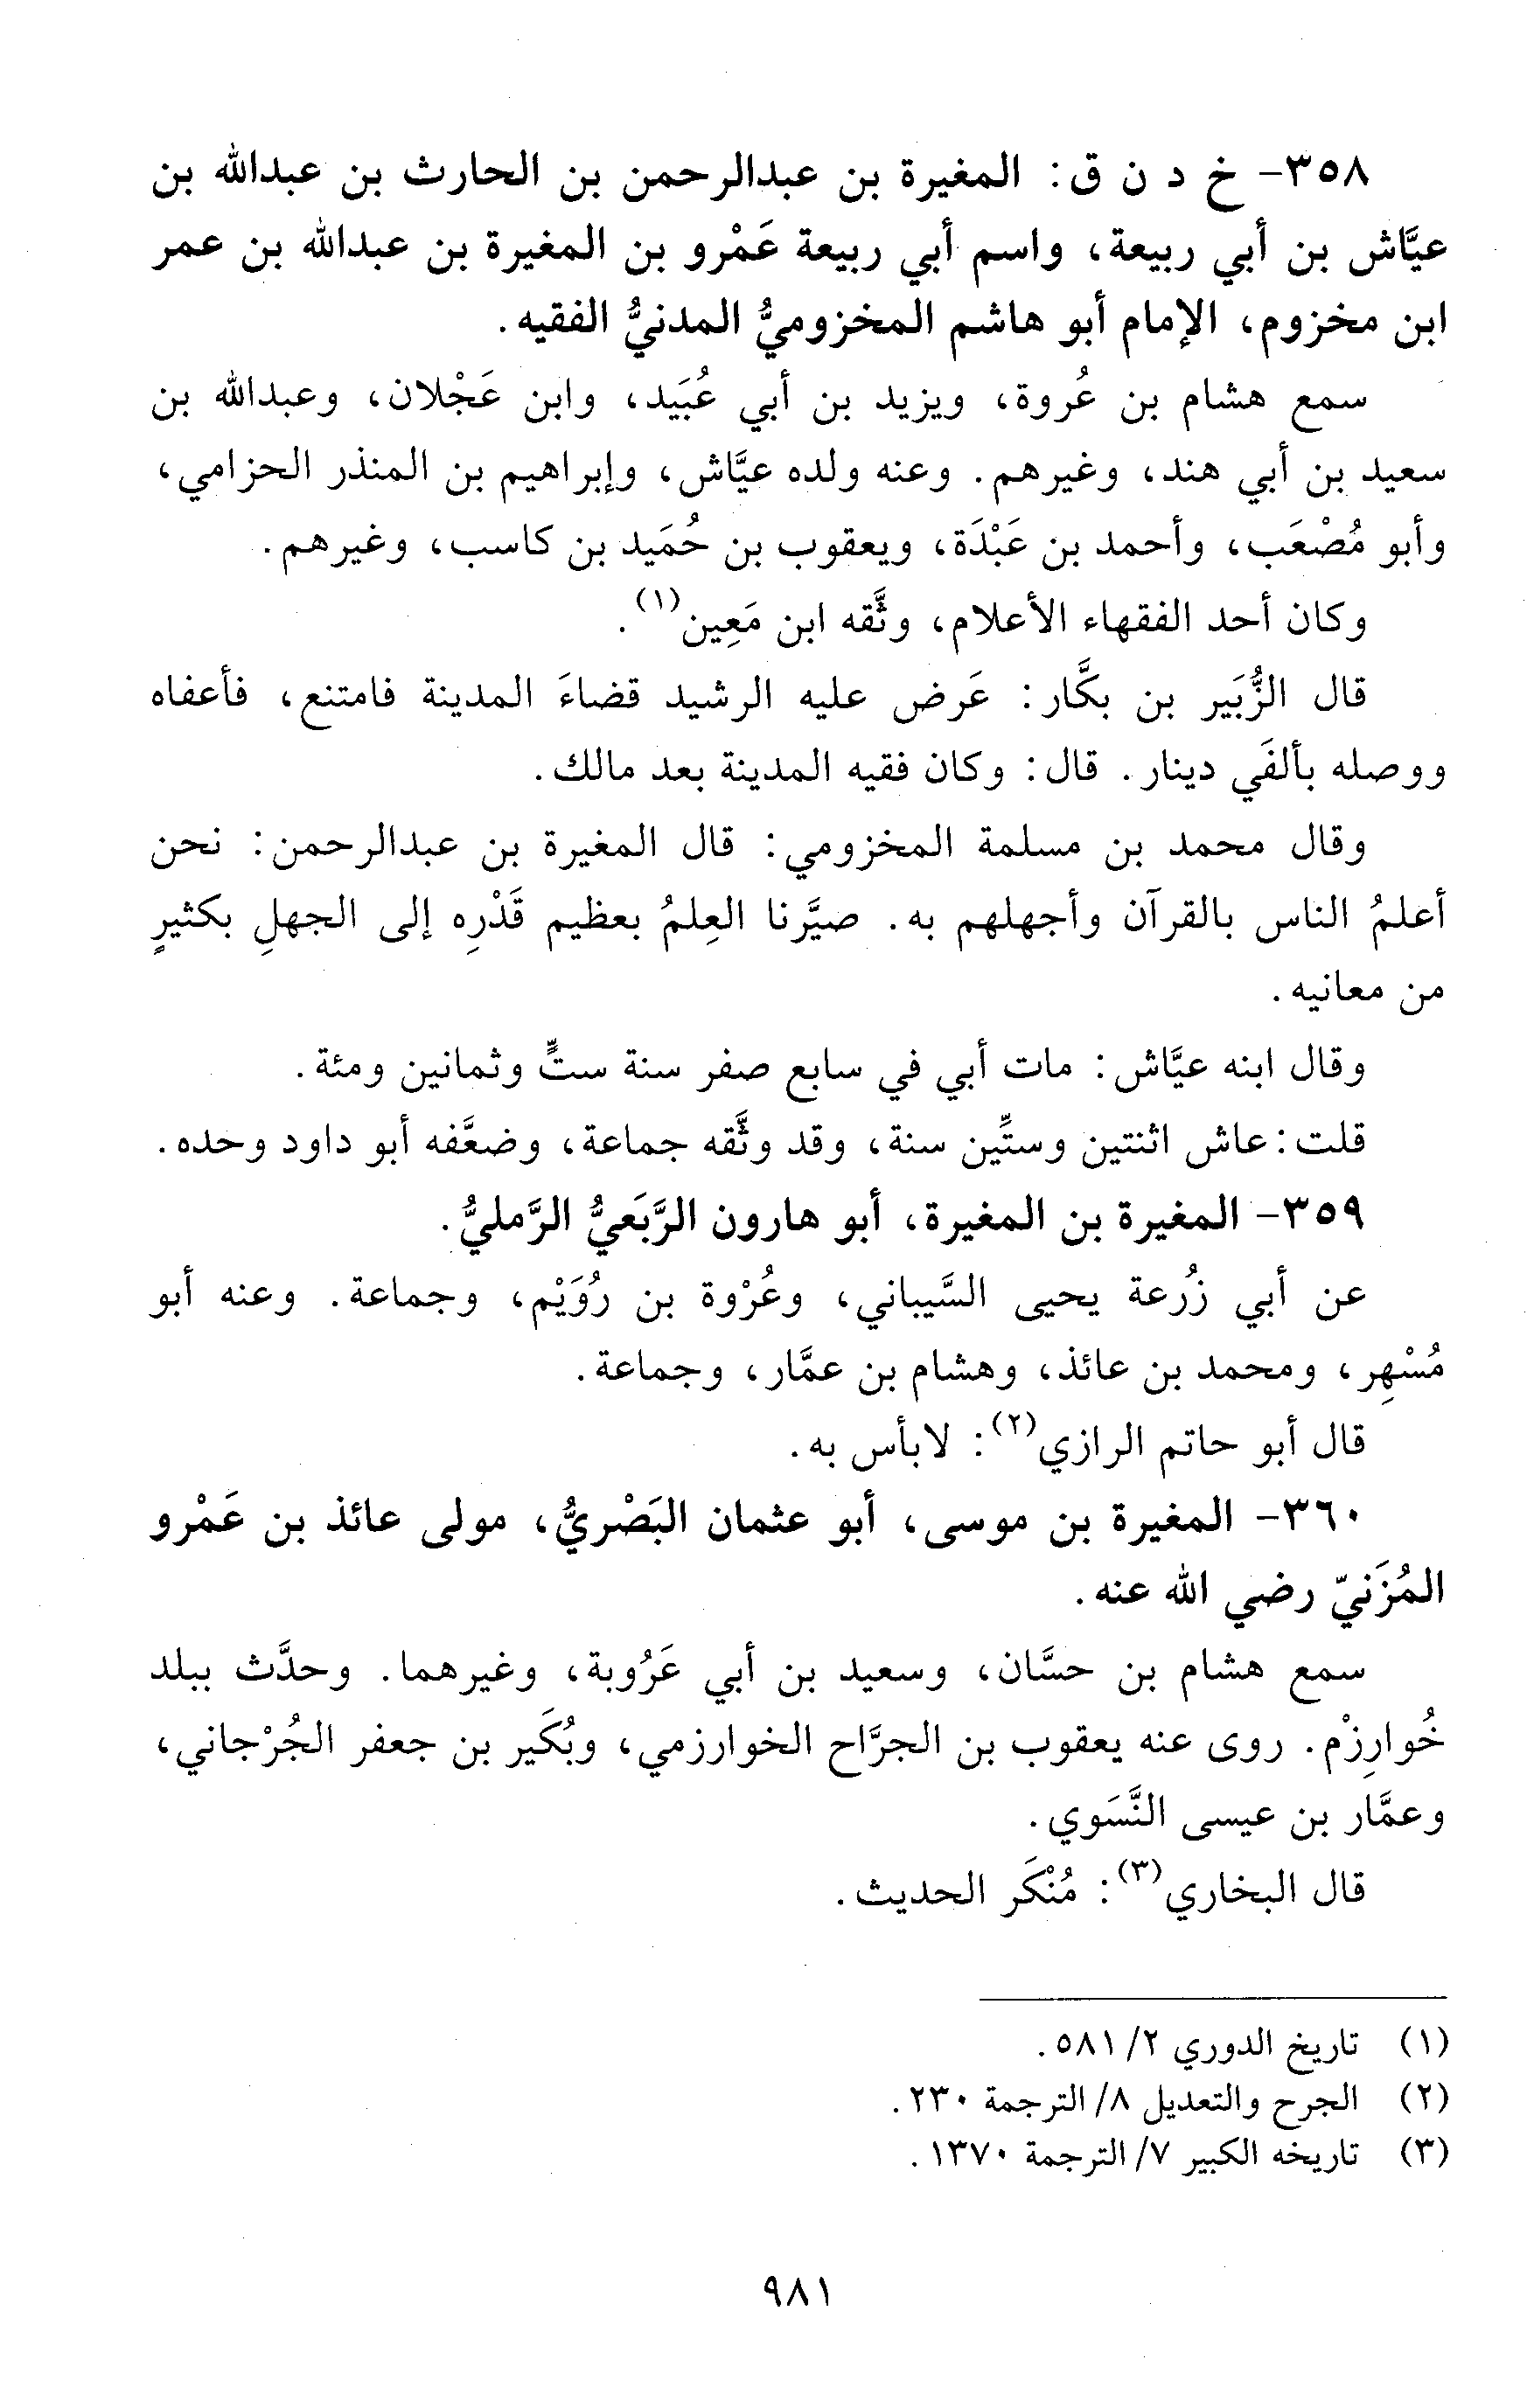 ٣٥٨- خ د ن ق: المغيرة بن عبدالرحمن بن الحارث بن عبدالله بن
عيَّاش بن أبي ربيعة، واسم أبي ربيعة عَمْرو بن المغيرة بن عبدالله بن عمر
ابن مخزوم، الإمام أبو هاشم المخزوميُّ المدنيُّ الفقيه.
سمع هشام بن عُروة، ويزيد بن أبي عُبَيد، وابن عَجْلان، وعبدالله بن
سعيد بن أبي هند، وغيرهم. وعنه ولده عيَّاش، وإبراهيم بن المنذر الحزامي،
وأبو مُصْعَب، وأحمد بن عَبْدَة، ويعقوب بن حُمَيد بن كاسب، وغيرهم.
وكان أحد الفقهاء الأعلام، وثَّقه ابن مَعِين(١).
قال الزُّبَير بن بكَّار: عَرض عليه الرشيد قضاءَ المدينة فامتنع، فأعفاه
ووصله بألفَي دينار. قال: وكان فقيه المدينة بعد مالك.
وقال محمد بن مسلمة المخزومي: قال المغيرة بن عبدالرحمن: نحن
أعلمُ الناس بالقرآن وأجهلهم به. صيَّرنا العِلمُ بعظيم قَدْرِه إلى الجهلِ بكثيرٍ
من معانيه.
وقال ابنه عيَّاش: مات أبي في سابع صفر سنة ستٍّ وثمانين ومئة.
قلت: عاش اثنتين وستِّين سنة، وقد وثَّقه جماعة، وضعَّفه أبو داود وحده.
٣٥٩- المغيرة بن المغيرة، أبو هارون الرَّبَعيُّ الرَّمليُّ.
عن أبي زُرعة يحيى السَّيباني، وعُرْوة بن رُوَيْم، وجماعة. وعنه أبو
مُسْهِر، ومحمد بن عائذ، وهشام بن عمَّار، وجماعة.
قال أبو حاتم الرازي(٢): لابأس به.
٣٦٠- المغيرة بن موسى، أبو عثمان البَصْريُّ، مولى عائذ بن عَمْرو
المُزَنيّ رضي الله عنه.
سمع هشام بن حسَّان، وسعيد بن أبي عَرُوبة، وغيرهما. وحدَّث ببلد
خُوارِزْم. روى عنه يعقوب بن الجرَّاح الخوارزمي، وبُكَير بن جعفر الجُرْجاني،
وعمَّار بن عيسى النَّسَوي.
قال البخاري(٣): مُنْكَر الحديث.
(١) تاريخ الدوري ٢/ ٥٨١.
(٢) الجرح والتعديل ٨/ الترجمة ٢٣٠.
(٣) تاريخه الكبير ٧/ الترجمة ١٣٧٠.
٩٨١